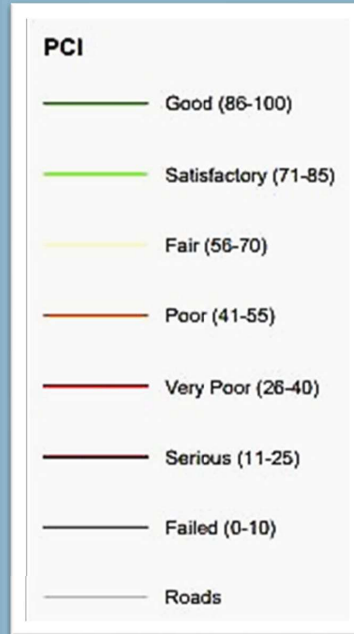 PCI
Good (86-100)
Satisfactory (71-85)
Fair (56-70)
Poor (41-55)
Very Poor (26-40)
Serious (11-25)
Failed (0-10)
Roads